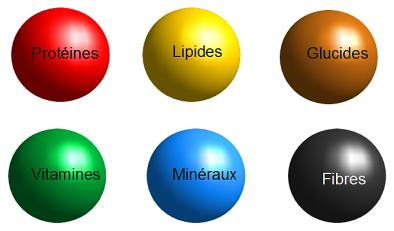 Protéines
Lipides
Glucides
Vitamines
Minéraux
Fibres